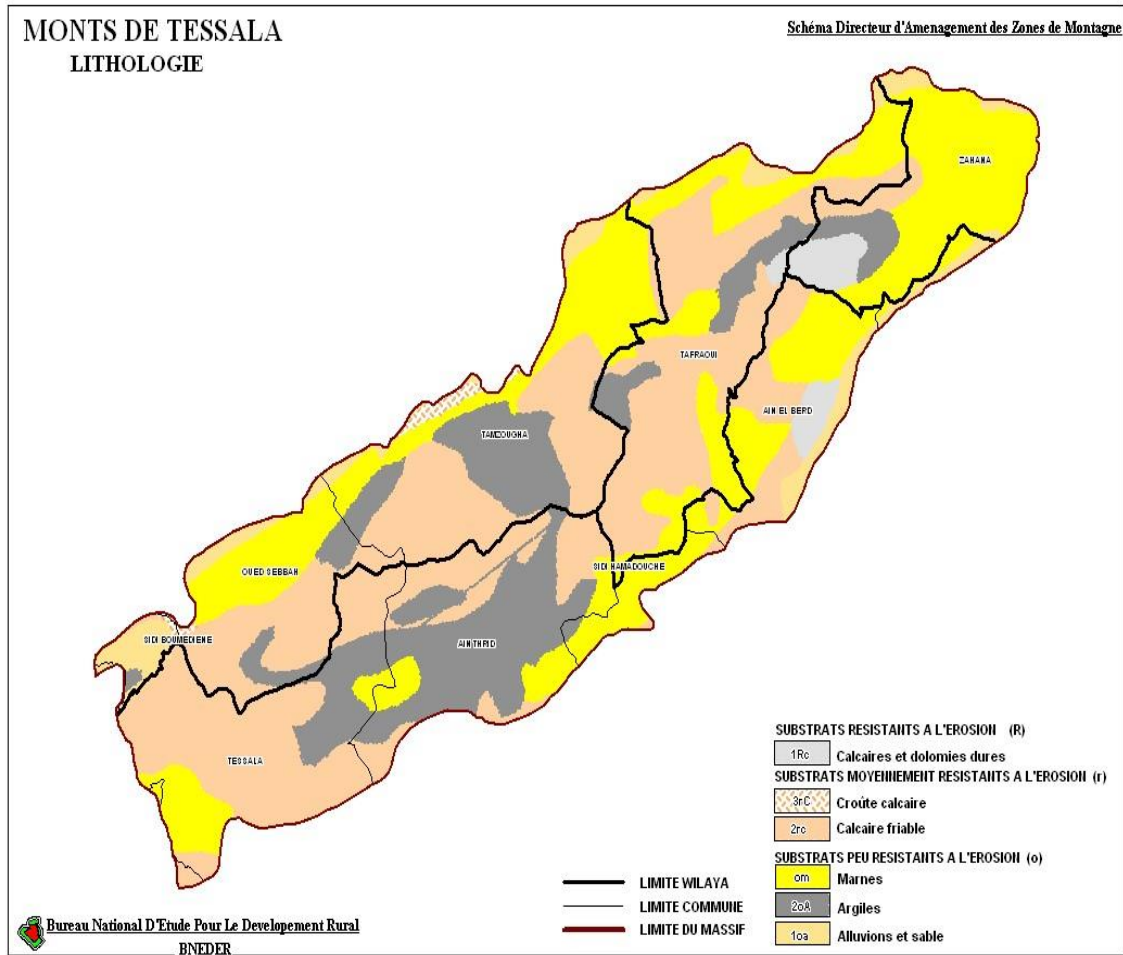 MONTS DE TESSALA
LITHOLOGIE
Schéma Directeur d'Amenagement des Zones de Montagne
ZAHANA
TAFRAOUI
AIN EL BERD
TAMZOUGHA
OUED SEBBAH
SIDI HAMADOUCHE
SIDI BOUMEDIENE
AIN THRID
TESSALA
SUBSTRATS RESISTANTS A L'EROSION (R)
1Rc Calcaires et dolomies dures
SUBSTRATS MOYENNEMENT RESISTANTS A L'EROSION (r)
3rC Croûte calcaire
2rc Calcaire friable
SUBSTRATS PEU RESISTANTS A L'EROSION (o)
om Marnes
2oA Argiles
1oa Alluvions et sable
LIMITE WILAYA
LIMITE COMMUNE
LIMITE DU MASSIF
Bureau National D'Etude Pour Le Developement Rural
BNEDER